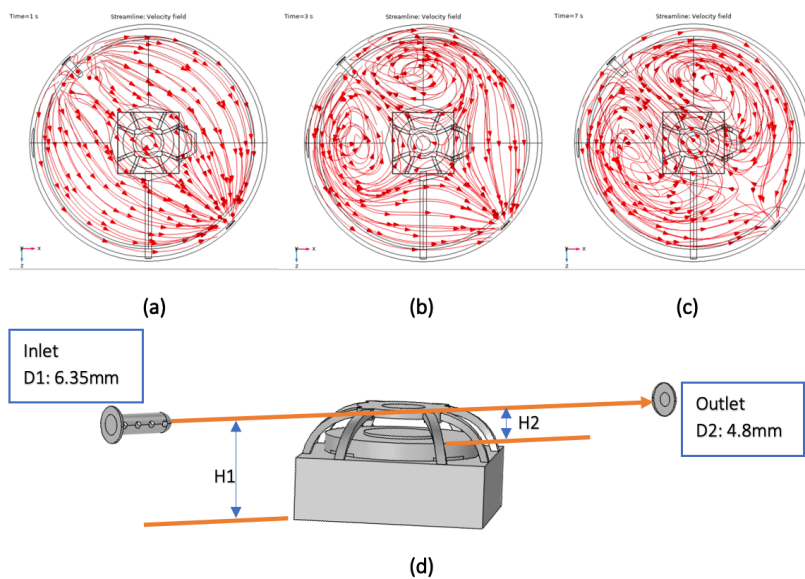 Time=1 s
Streamline: Velocity field
Time=3 s
Streamline: Velocity field
Time=7 s
Streamline: Velocity field
y
x
z
y
x
z
y
x
z
(a)
(b)
(c)
Inlet
D1: 6.35mm
H1
H2
Outlet
D2: 4.8mm
(d)